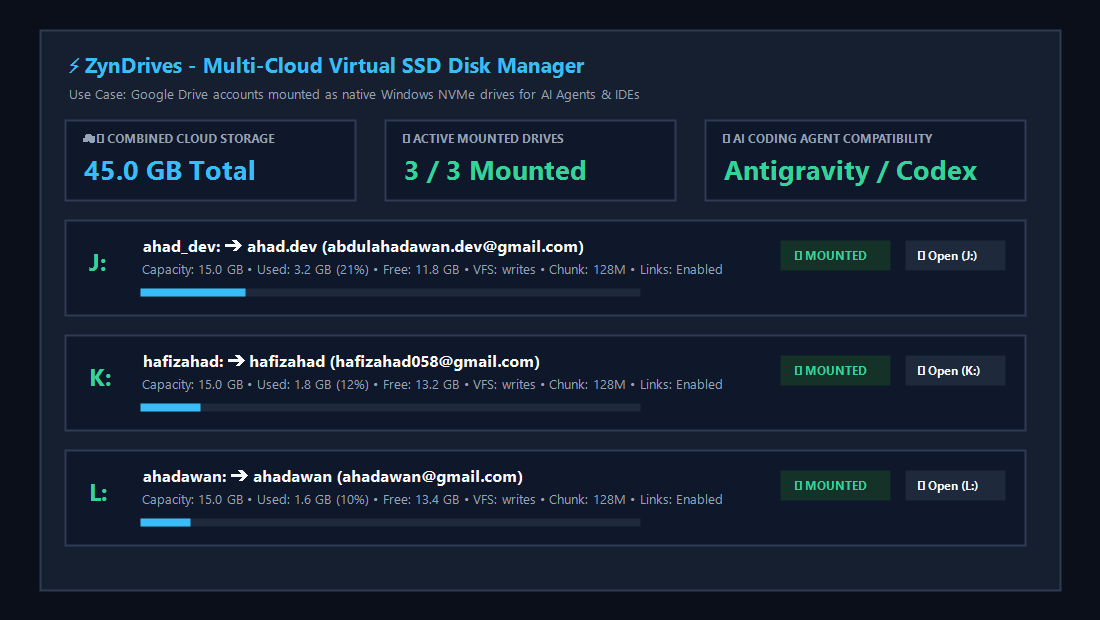 ⚡ ZynDrives - Multi-Cloud Virtual SSD Disk Manager
Use Case: Google Drive accounts mounted as native Windows NVMe drives for AI Agents & IDEs
☁▯ COMBINED CLOUD STORAGE
45.0 GB Total
▯ ACTIVE MOUNTED DRIVES
3 / 3 Mounted
▯ AI CODING AGENT COMPATIBILITY
Antigravity / Codex
J:
ahad_dev: ➔ ahad.dev (abdulahadawan.dev@gmail.com)
Capacity: 15.0 GB • Used: 3.2 GB (21%) • Free: 11.8 GB • VFS: writes • Chunk: 128M • Links: Enabled
▯ MOUNTED
▯ Open (J:)
K:
hafizahad: ➔ hafizahad (hafizahad058@gmail.com)
Capacity: 15.0 GB • Used: 1.8 GB (12%) • Free: 13.2 GB • VFS: writes • Chunk: 128M • Links: Enabled
▯ MOUNTED
▯ Open (K:)
L:
ahadawan: ➔ ahadawan (ahadawan@gmail.com)
Capacity: 15.0 GB • Used: 1.6 GB (10%) • Free: 13.4 GB • VFS: writes • Chunk: 128M • Links: Enabled
▯ MOUNTED
▯ Open (L:)